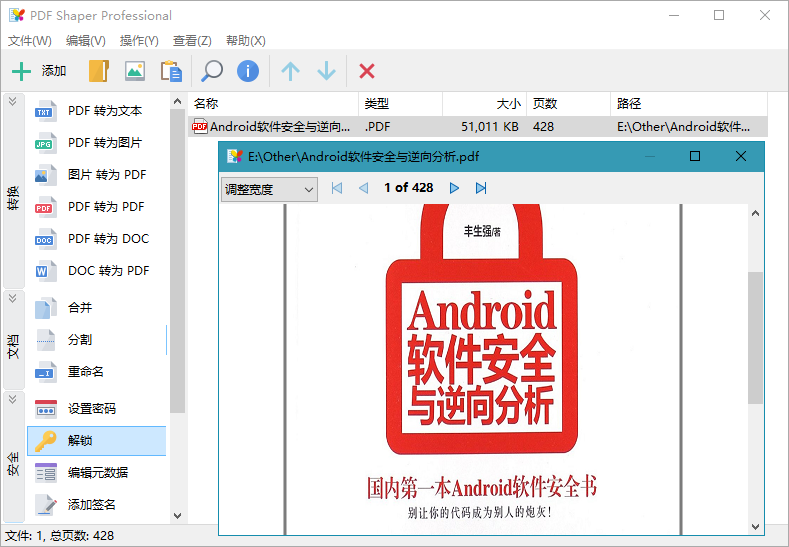 PDF Shaper Professional
文件(W) 编辑(V) 操作(Y) 查看(Z) 帮助(X)
添加
转换
PDF 转为文本
PDF 转为图片
图片 转为 PDF
PDF 转为 PDF
PDF 转为 DOC
DOC 转为 PDF
文档
合并
分割
重命名
安全
设置密码
解锁
编辑元数据
添加签名
名称 类型 大小 页数 路径
Android软件安全与逆向... .PDF 51,011 KB 428 E:\Other\Android软件...
E:\Other\Android软件安全与逆向分析.pdf
调整宽度 1 of 428
丰生强/著
Android
软件安全
与逆向分析
国内第一本Android软件安全书
别让你的代码成为别人的炮灰!
文件: 1, 总页数: 428